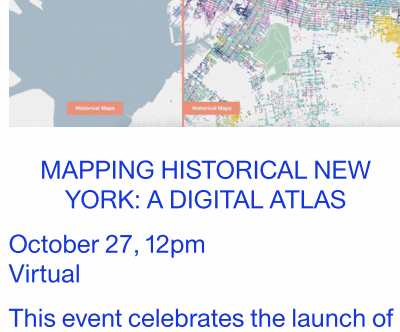 Historical Maps Historical Maps
MAPPING HISTORICAL NEW
YORK: A DIGITAL ATLAS
October 27, 12pm
Virtual
This event celebrates the launch of